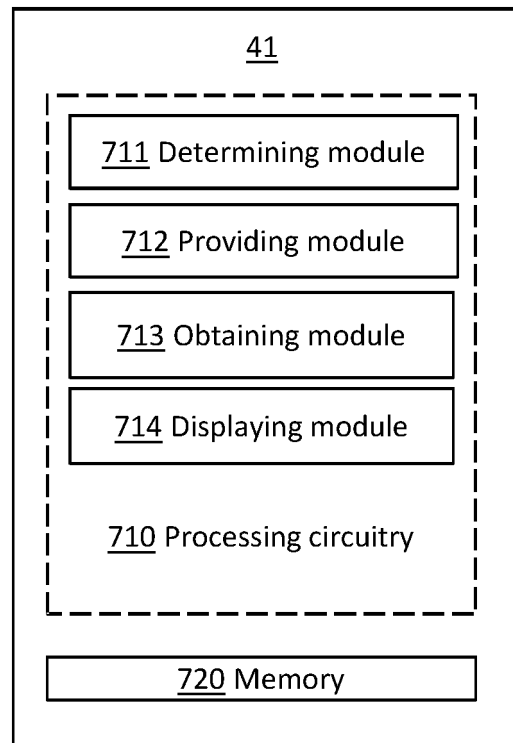 41
711 Determining module
712 Providing module
713 Obtaining module
714 Displaying module
710 Processing circuitry
720 Memory